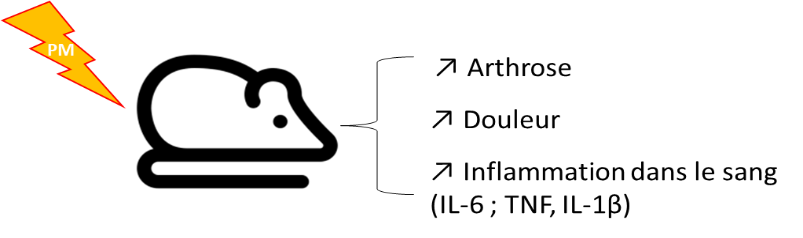 PM
↗ Arthrose
↗ Douleur
↗ Inflammation dans le sang
(IL-6 ; TNF, IL-1β)